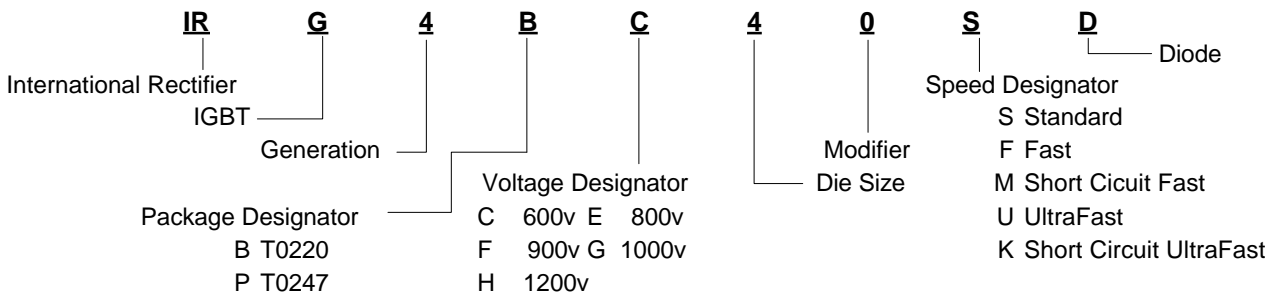 IR G 4 B C 4 0 S D
Diode
International Rectifier
Speed Designator
IGBT
S Standard
Generation
Modifier
F Fast
Voltage Designator
Die Size
M Short Cicuit Fast
Package Designator
C 600v E 800v
U UltraFast
B T0220
F 900v G 1000v
K Short Circuit UltraFast
P T0247
H 1200v